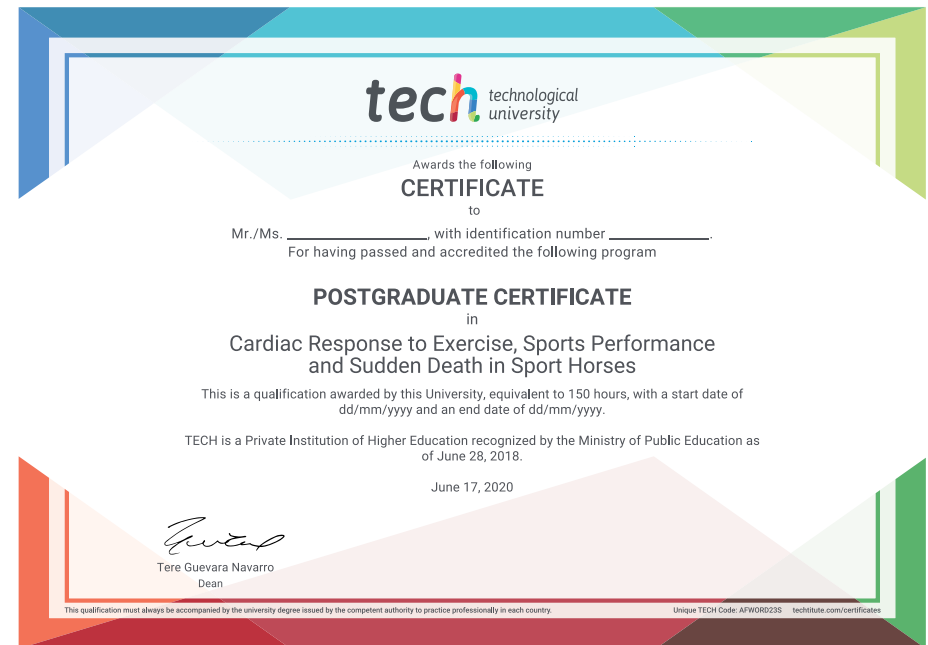 tech technological
university
Awards the following
CERTIFICATE
to
Mr./Ms. ____________________, with identification number ______________.
For having passed and accredited the following program
POSTGRADUATE CERTIFICATE
in
Cardiac Response to Exercise, Sports Performance
and Sudden Death in Sport Horses
This is a qualification awarded by this University, equivalent to 150 hours, with a start date of
dd/mm/yyyy and an end date of dd/mm/yyyy.
TECH is a Private Institution of Higher Education recognized by the Ministry of Public Education as
of June 28, 2018.
June 17, 2020
Tere Guevara Navarro
Dean
This qualification must always be accompanied by the university degree issued by the competent authority to practice professionally in each country.
Unique TECH Code: AFWORD23S techtitute.com/certificates